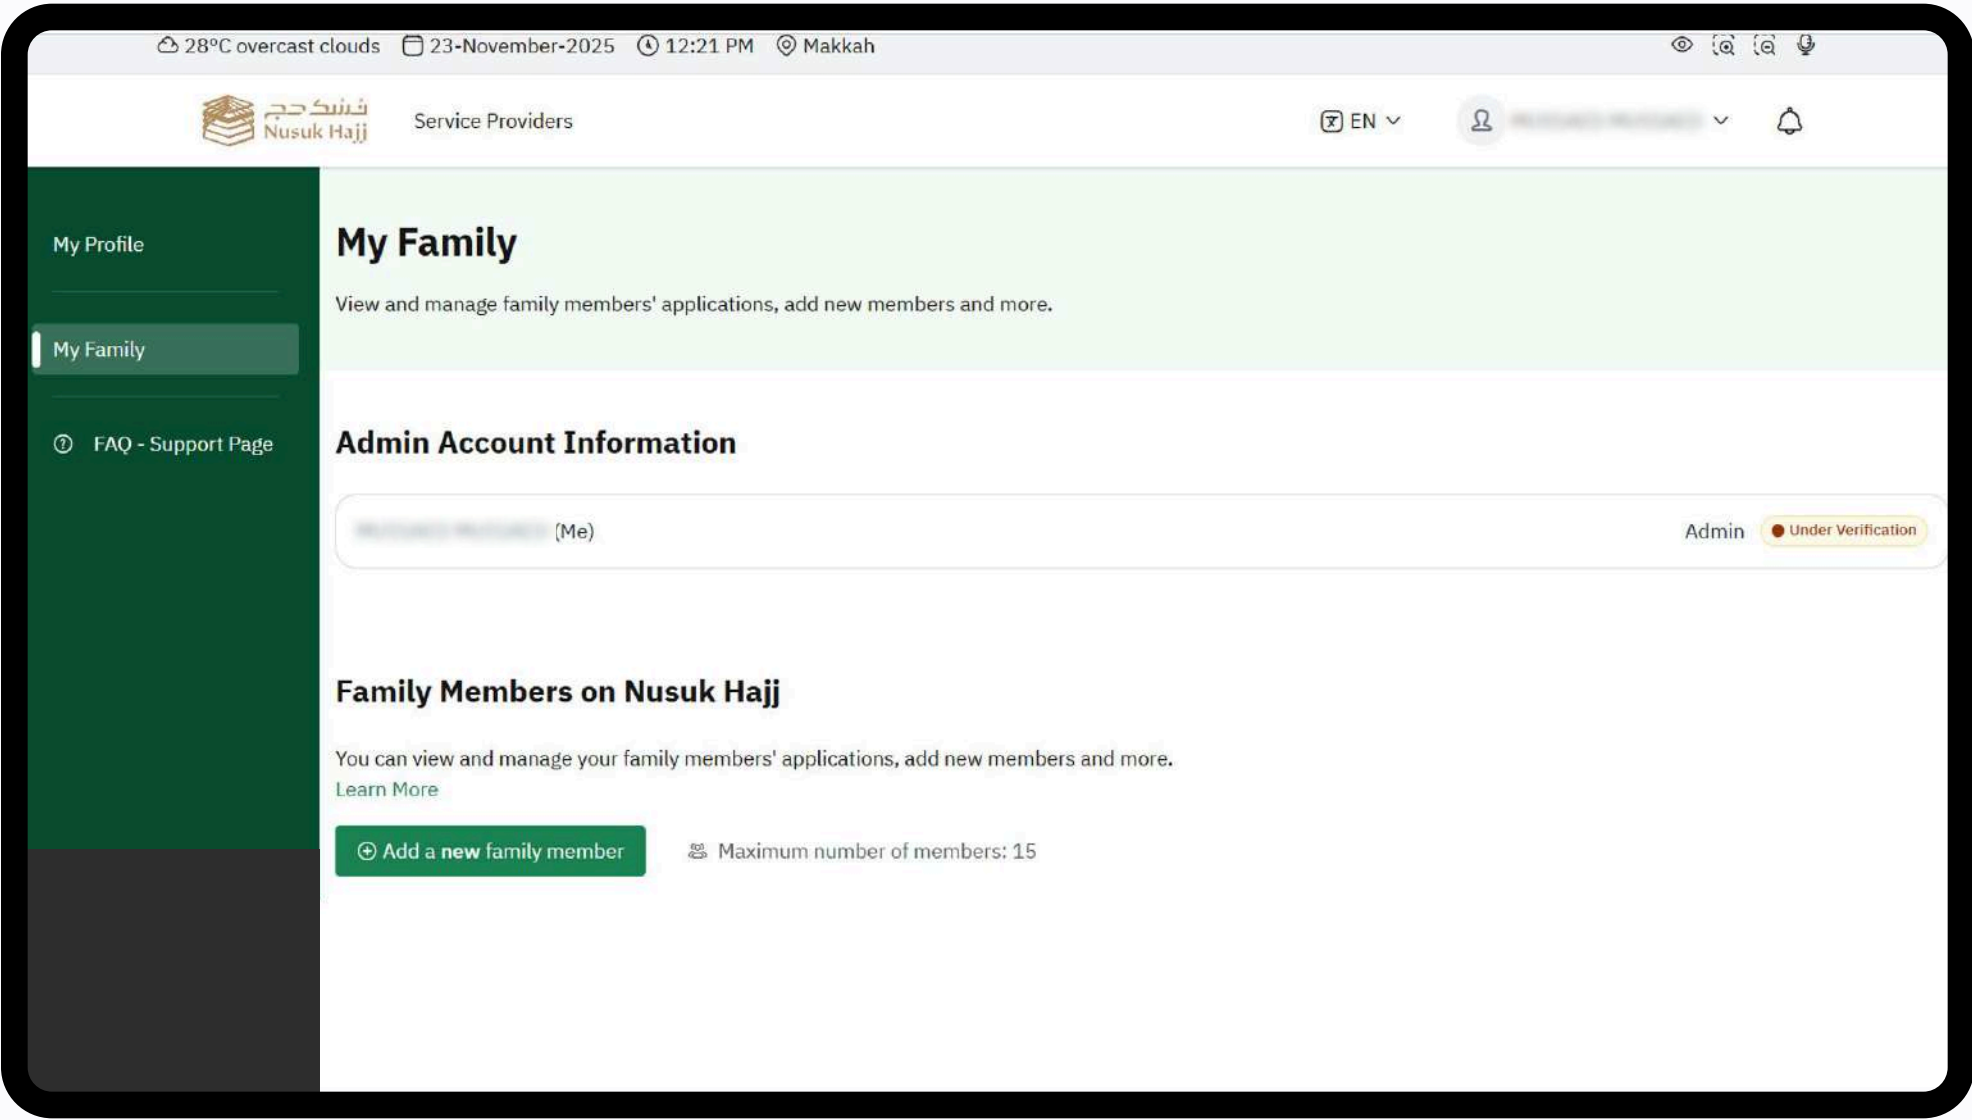 28°C overcast clouds 23-November-2025 12:21 PM Makkah
نسك حج
Nusuk Hajj
Service Providers
EN
My Profile
My Family
FAQ - Support Page
My Family
View and manage family members' applications, add new members and more.
Admin Account Information
(Me)
Admin
Under Verification
Family Members on Nusuk Hajj
You can view and manage your family members' applications, add new members and more.
Learn More
Add a new family member
Maximum number of members: 15